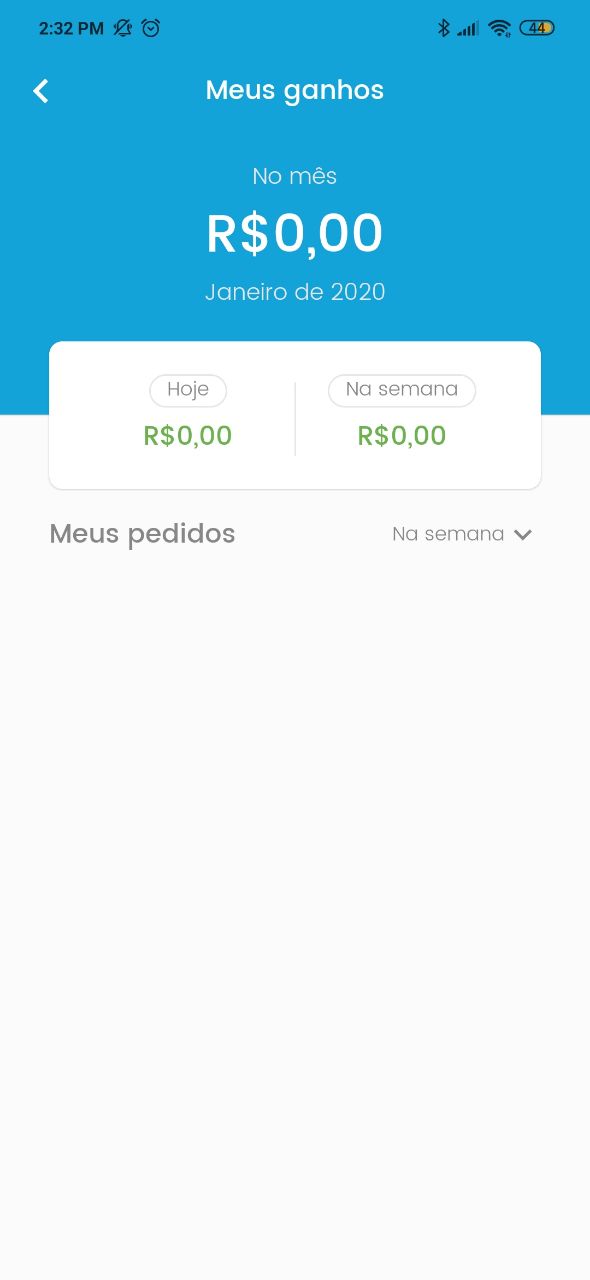 2:32 PM 44
Meus ganhos
No mês
R$0,00
Janeiro de 2020
Hoje Na semana
R$0,00 R$0,00
Meus pedidos Na semana